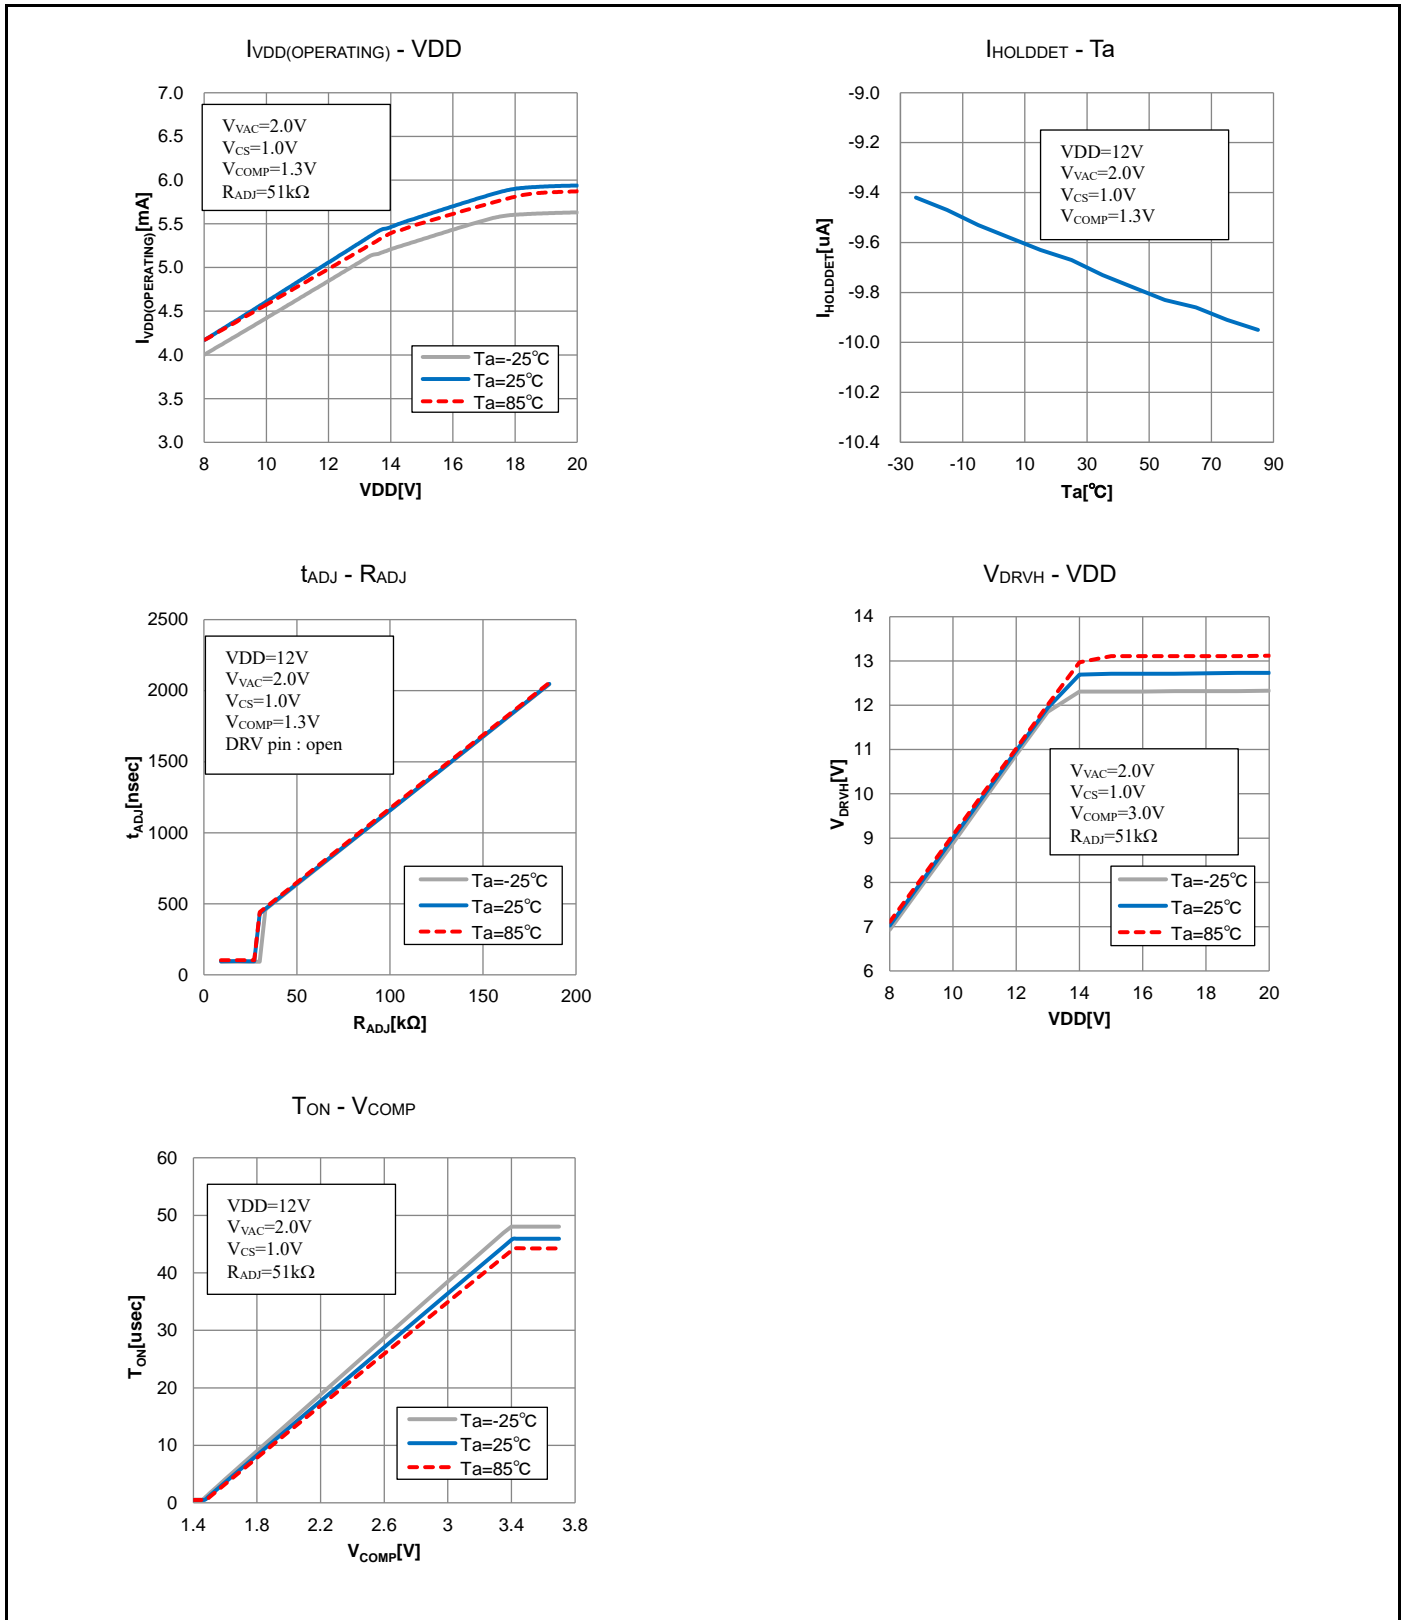 IVDD(OPERATING) - VDD
7.0
6.5
6.0
5.5
5.0
4.5
4.0
3.5
3.0
IVDD(OPERATING)[mA]
VVAC=2.0V
VCS=1.0V
VCOMP=1.3V
RADJ=51kΩ
Ta=-25℃
Ta=25℃
Ta=85℃
8 10 12 14 16 18 20
VDD[V]
IHOLDDET - Ta
-9.0
-9.2
-9.4
-9.6
-9.8
-10.0
-10.2
-10.4
IHOLDDET[uA]
VDD=12V
VVAC=2.0V
VCS=1.0V
VCOMP=1.3V
-30 -10 10 30 50 70 90
Ta[℃]
tADJ - RADJ
2500
2000
1500
1000
500
0
tADJ[nsec]
VDD=12V
VVAC=2.0V
VCS=1.0V
VCOMP=1.3V
DRV pin : open
Ta=-25℃
Ta=25℃
Ta=85℃
0 50 100 150 200
RADJ[kΩ]
VDRVH - VDD
14
13
12
11
10
9
8
7
6
VDRVH[V]
VVAC=2.0V
VCS=1.0V
VCOMP=3.0V
RADJ=51kΩ
Ta=-25℃
Ta=25℃
Ta=85℃
8 10 12 14 16 18 20
VDD[V]
TON - VCOMP
60
50
40
30
20
10
0
TON[usec]
VDD=12V
VVAC=2.0V
VCS=1.0V
RADJ=51kΩ
Ta=-25℃
Ta=25℃
Ta=85℃
1.4 1.8 2.2 2.6 3 3.4 3.8
VCOMP[V]